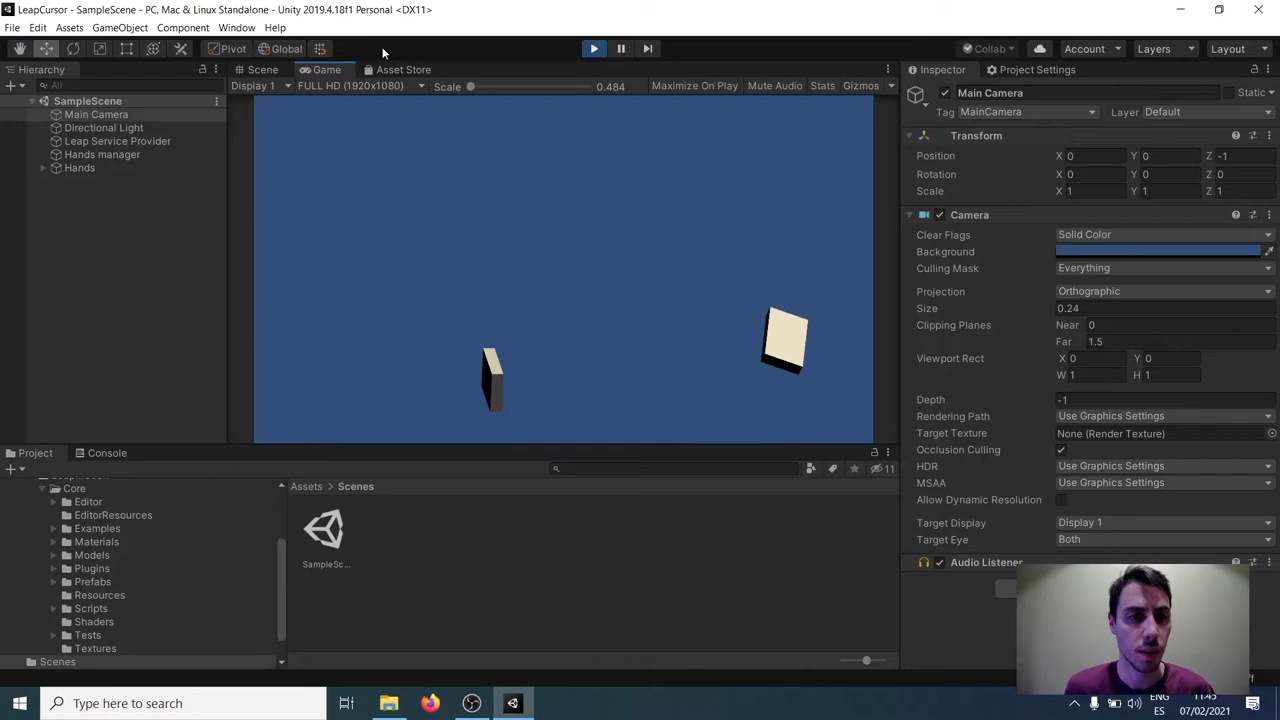 LeapCursor - SampleScene - PC, Mac & Linux Standalone - Unity 2019.4.18f1 Personal <DX11>
File Edit Assets GameObject Component Window Help
Pivot Global Collab Account Layers Layout
Hierarchy Scene Game Asset Store Inspector Project Settings
All Display 1 FULL HD (1920x1080) Scale 0.484 Maximize On Play Mute Audio Stats Gizmos Main Camera Static
SampleScene
Main Camera
Directional Light
Leap Service Provider
Hands manager
Hands
Tag MainCamera Layer Default
Transform
Position X 0 Y 0 Z -1
Rotation X 0 Y 0 Z 0
Scale X 1 Y 1 Z 1
Camera
Clear Flags Solid Color
Background
Culling Mask Everything
Projection Orthographic
Size 0.24
Clipping Planes Near 0
Far 1.5
Viewport Rect X 0 Y 0
W 1 H 1
Depth -1
Rendering Path Use Graphics Settings
Target Texture None (Render Texture)
Occlusion Culling
HDR Use Graphics Settings
MSAA Use Graphics Settings
Allow Dynamic Resolution
Target Display Display 1
Target Eye Both
Audio Listener
Project Console
11
Core
Editor
EditorResources
Examples
Materials
Models
Plugins
Prefabs
Resources
Scripts
Shaders
Tests
Textures
Scenes
Assets > Scenes
SampleSc...
Type here to search
ENG
ES
11:45
07/02/2021